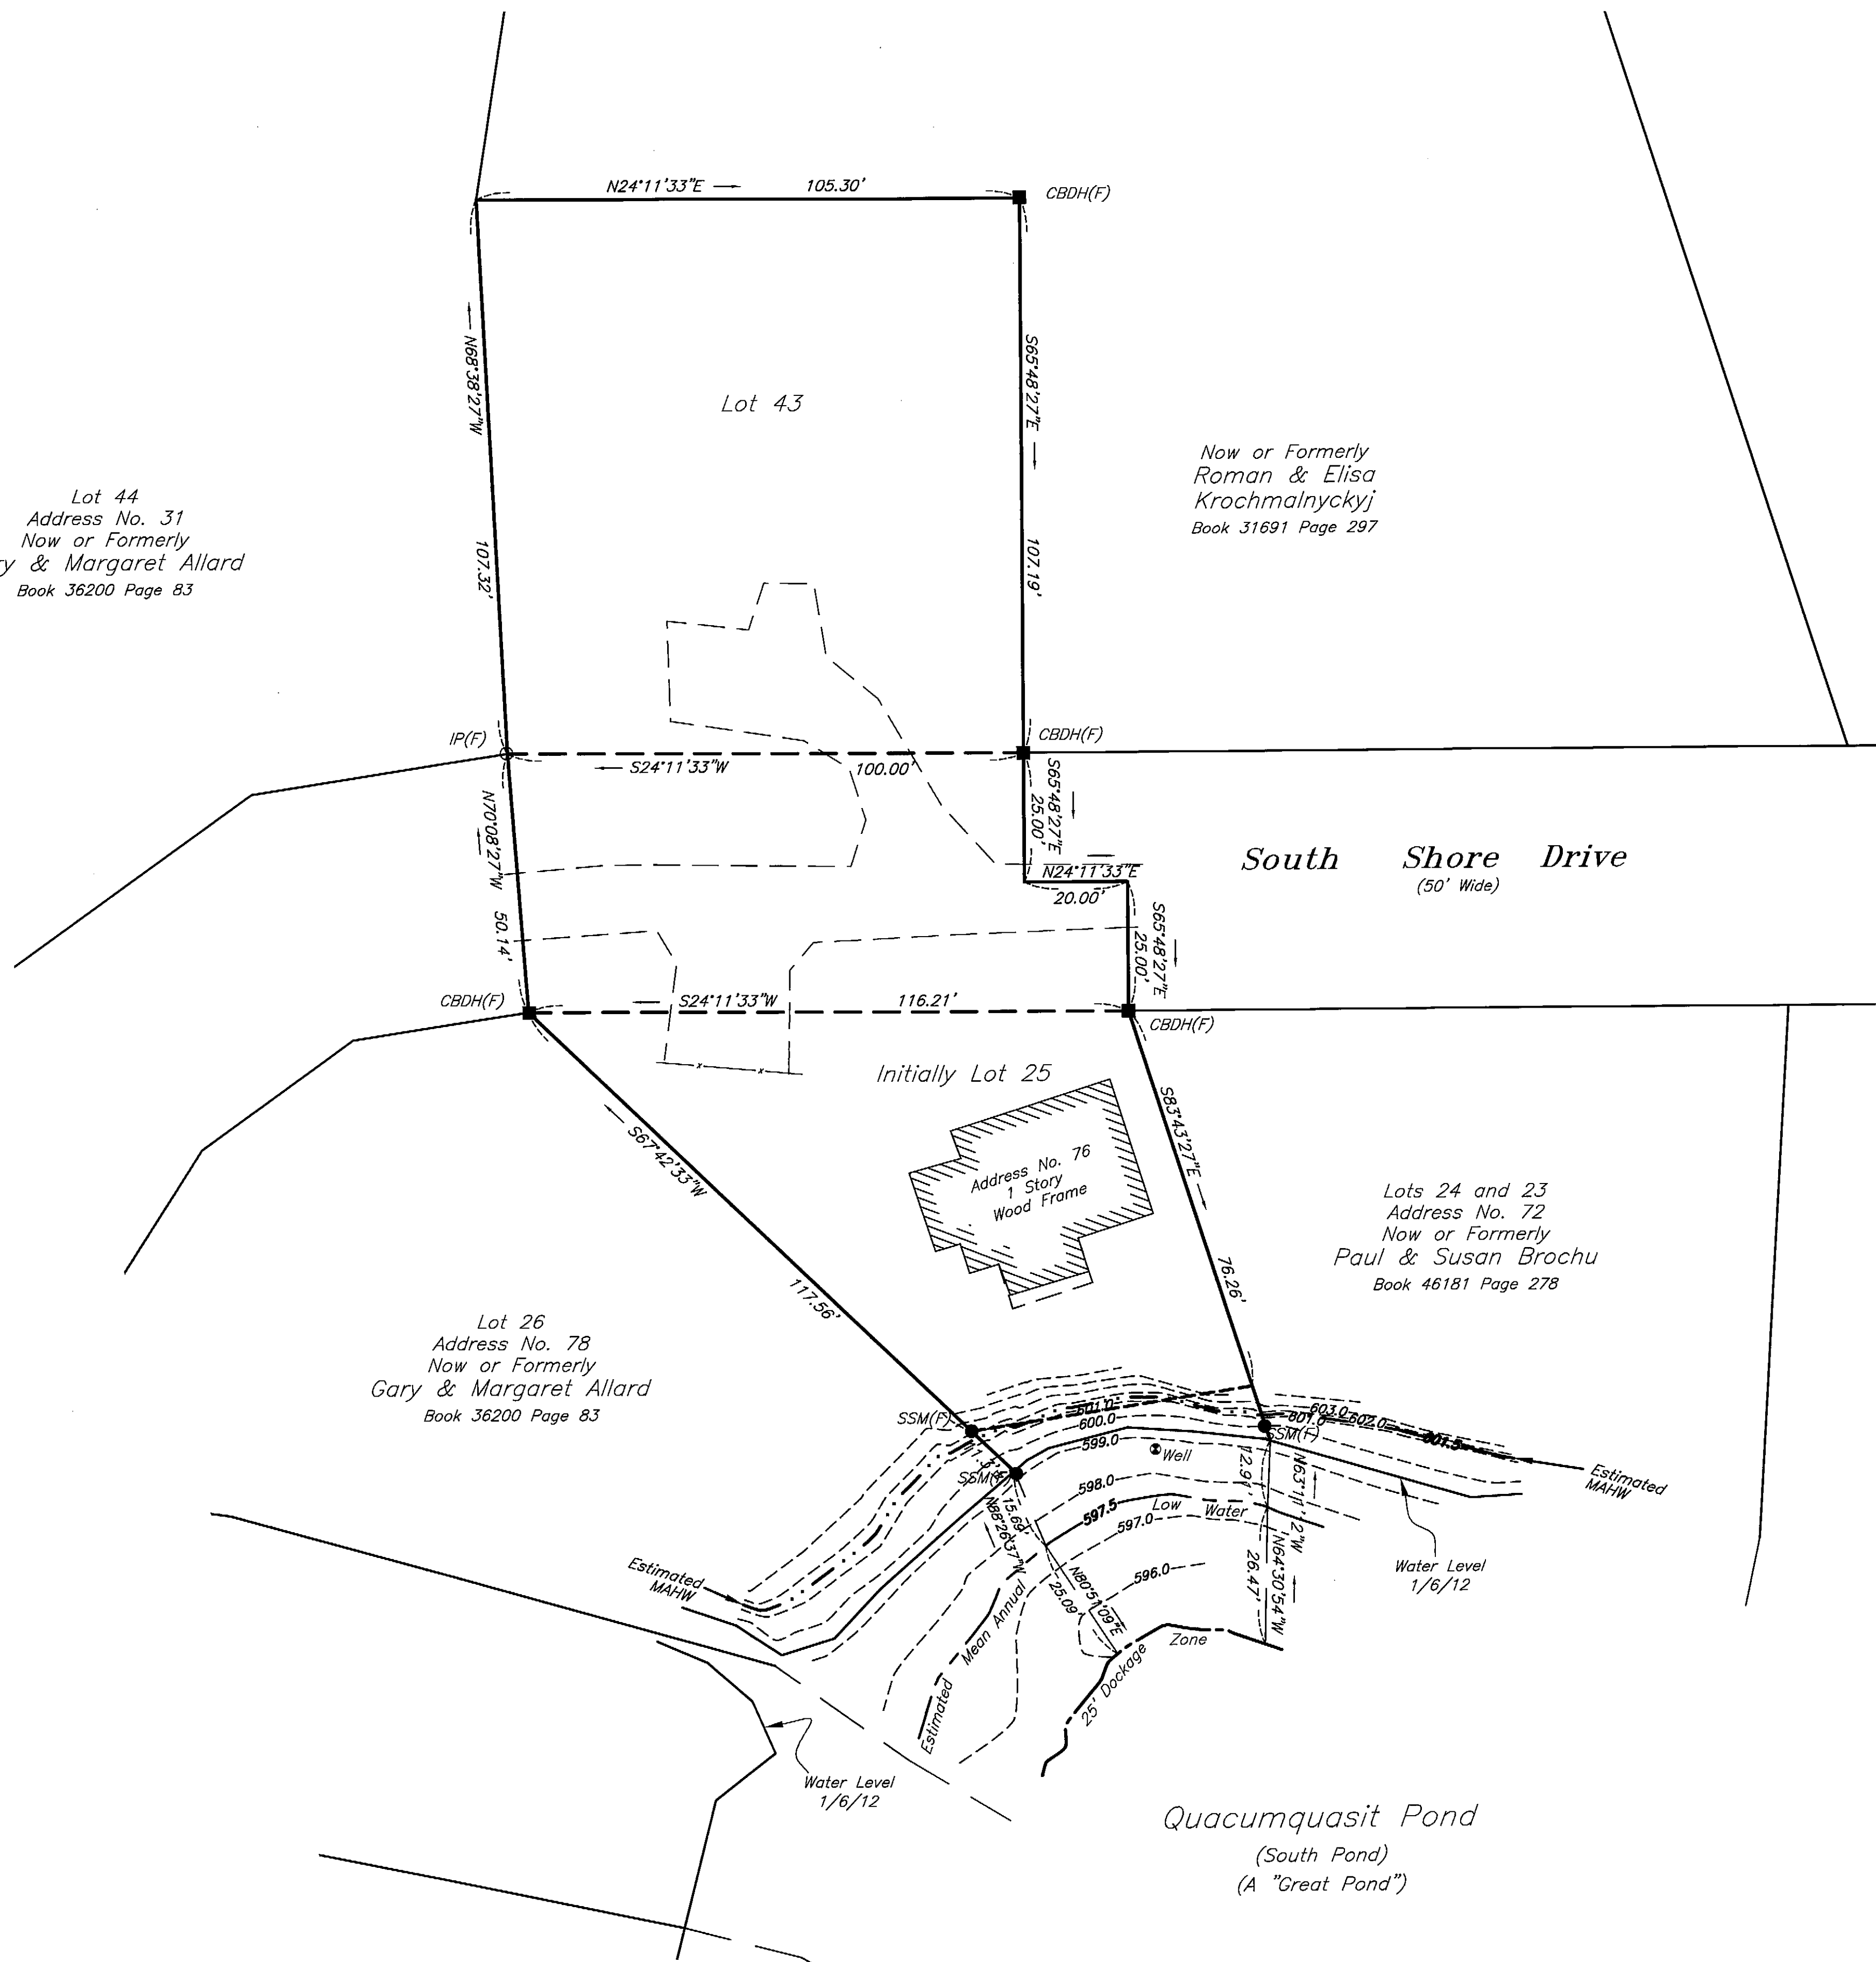 N24°11'33"E 105.30'
CBDH(F)
N68°38'27"W
107.32'
S65°48'27"E
107.19'
Lot 43
Now or Formerly
Roman & Elisa
Krochmalnyckyj
Book 31691 Page 297
Lot 44
Address No. 31
Now or Formerly
& Margaret Allard
Book 36200 Page 83
IP(F)
CBDH(F)
S24°11'33"W 100.00'
S65°48'27"E
25.00'
N70°08'27"W
50.14'
N24°11'33"E
20.00'
South Shore Drive
(50' Wide)
S65°48'27"E
25.00'
CBDH(F)
S24°11'33"W 116.21'
CBDH(F)
Initially Lot 25
S67°42'33"W
117.56'
S83°43'27"E
76.26'
Address No. 76
1 Story
Wood Frame
Lots 24 and 23
Address No. 72
Now or Formerly
Paul & Susan Brochu
Book 46181 Page 278
Lot 26
Address No. 78
Now or Formerly
Gary & Margaret Allard
Book 36200 Page 83
SSM(F)
601.0
600.0
599.0
Well
603.0
601.0
602.0
601.5
SSM(F)
SSM(F)
Estimated
MAHW
598.0
597.5
Low Water
597.0
596.0
15.69'
N88°26'37"W
N80°51'09"E
25.09'
N64°30'54"W
26.47'
Water Level
1/6/12
Estimated
MAHW
Estimated Mean Annual
25' Dockage Zone
Water Level
1/6/12
Quacumquasit Pond
(South Pond)
(A "Great Pond")